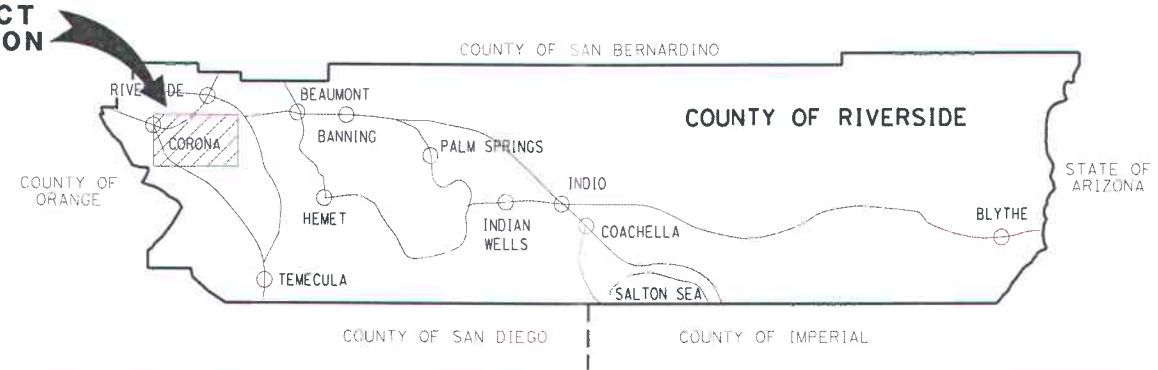 CT
ON
COUNTY OF SAN BERNARDINO
RIVERSIDE
BEAUMONT
COUNTY OF RIVERSIDE
BANNING
CORONA
PALM SPRINGS
STATE OF
ARIZONA
COUNTY OF
ORANGE
INDIO
HEMET
INDIAN
WELLS
COACHELLA
BLYTHE
TEMECULA
SALTON SEA
COUNTY OF SAN DIEGO
COUNTY OF IMPERIAL